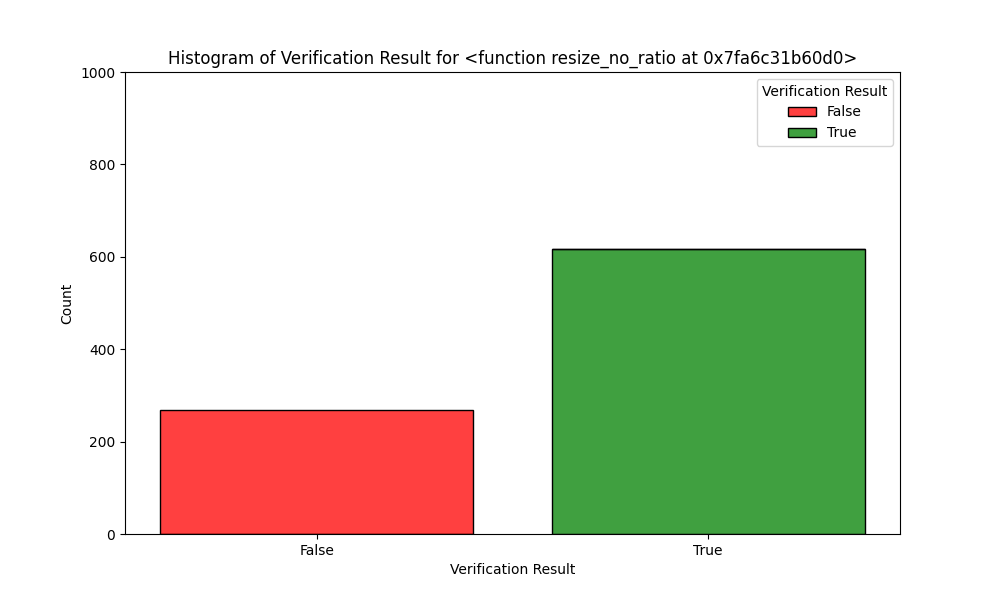 Histogram of Verification Result for <function resize_no_ratio at 0x7fa6c31b60d0>
Verification Result
False
True
1000
800
600
400
200
0
Count
False
True
Verification Result